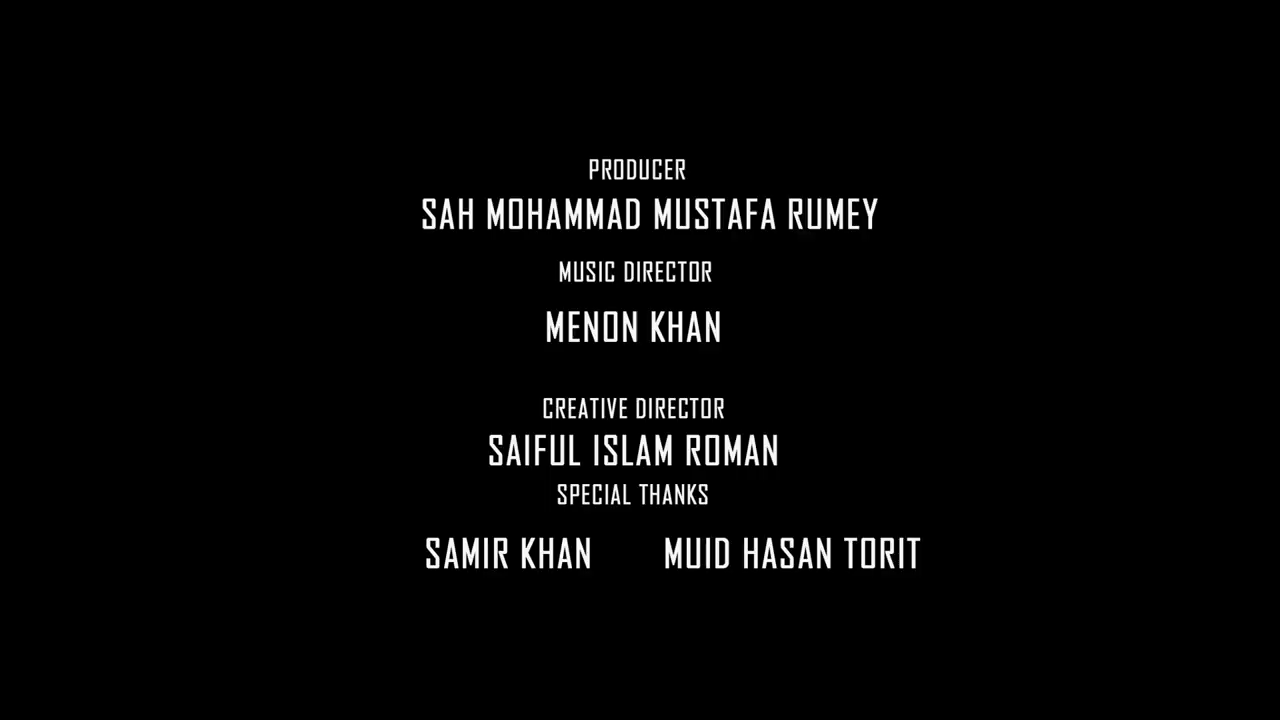 PRODUCER
SAH MOHAMMAD MUSTAFA RUMEY
MUSIC DIRECTOR
MENON KHAN
CREATIVE DIRECTOR
SAIFUL ISLAM ROMAN
SPECIAL THANKS
SAMIR KHAN MUID HASAN TORIT